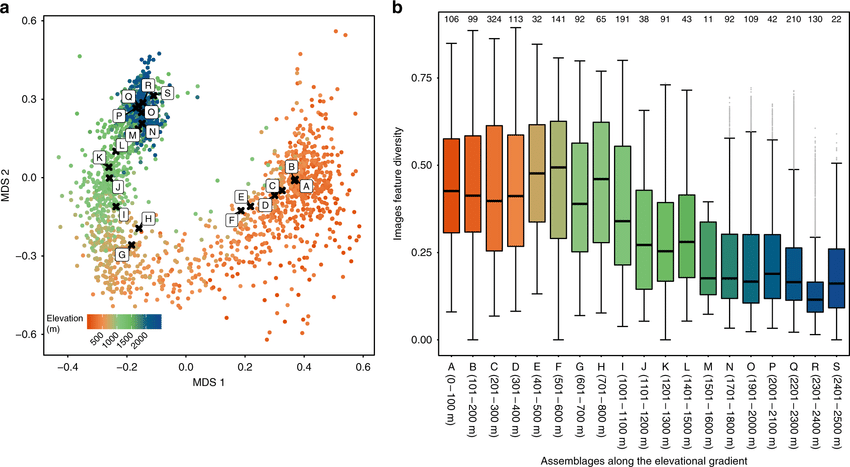 a
0.6
0.3
0.0
−0.3
−0.6
MDS 2
R
Q
S
P
O
M
N
L
K
J
I
H
G
B
C
A
E
D
F
Elevation
(m)
500
1000
1500
2000
−0.4
−0.2
0.0
0.2
0.4
0.6
MDS 1
b
106 99 324 113 32 141 92 65 191 38 91 43 11 92 109 42 210 130 22
0.75
0.50
0.25
0.00
Images feature diversity
A (0−100 m)
B (101−200 m)
C (201−300 m)
D (301−400 m)
E (401−500 m)
F (501−600 m)
G (601−700 m)
H (701−800 m)
I (1001−1100 m)
J (1101−1200 m)
K (1201−1300 m)
L (1401−1500 m)
M (1501−1600 m)
N (1701−1800 m)
O (1901−2000 m)
P (2001−2100 m)
Q (2201−2300 m)
R (2301−2400 m)
S (2401−2500 m)
Assemblages along the elevational gradient